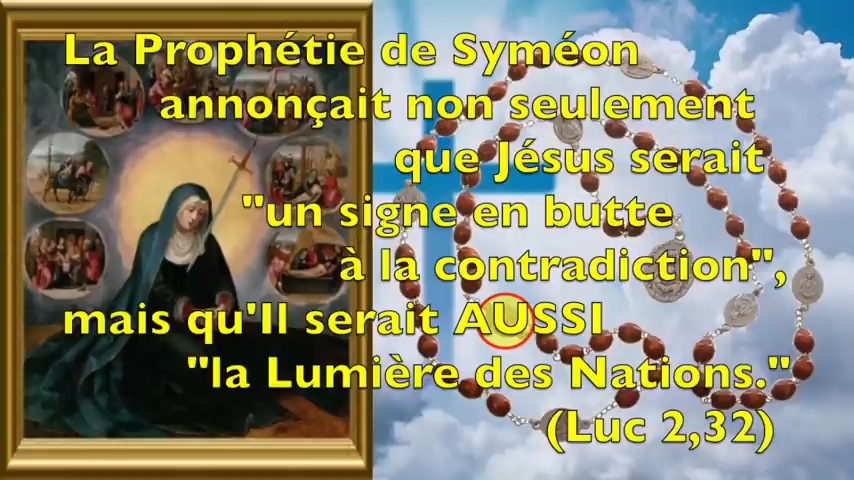 La Prophétie de Syméon
annonçait non seulement
que Jésus serait
"un signe en butte
à la contradiction",
mais qu'Il serait AUSSI
"la Lumière des Nations."
(Luc 2,32)